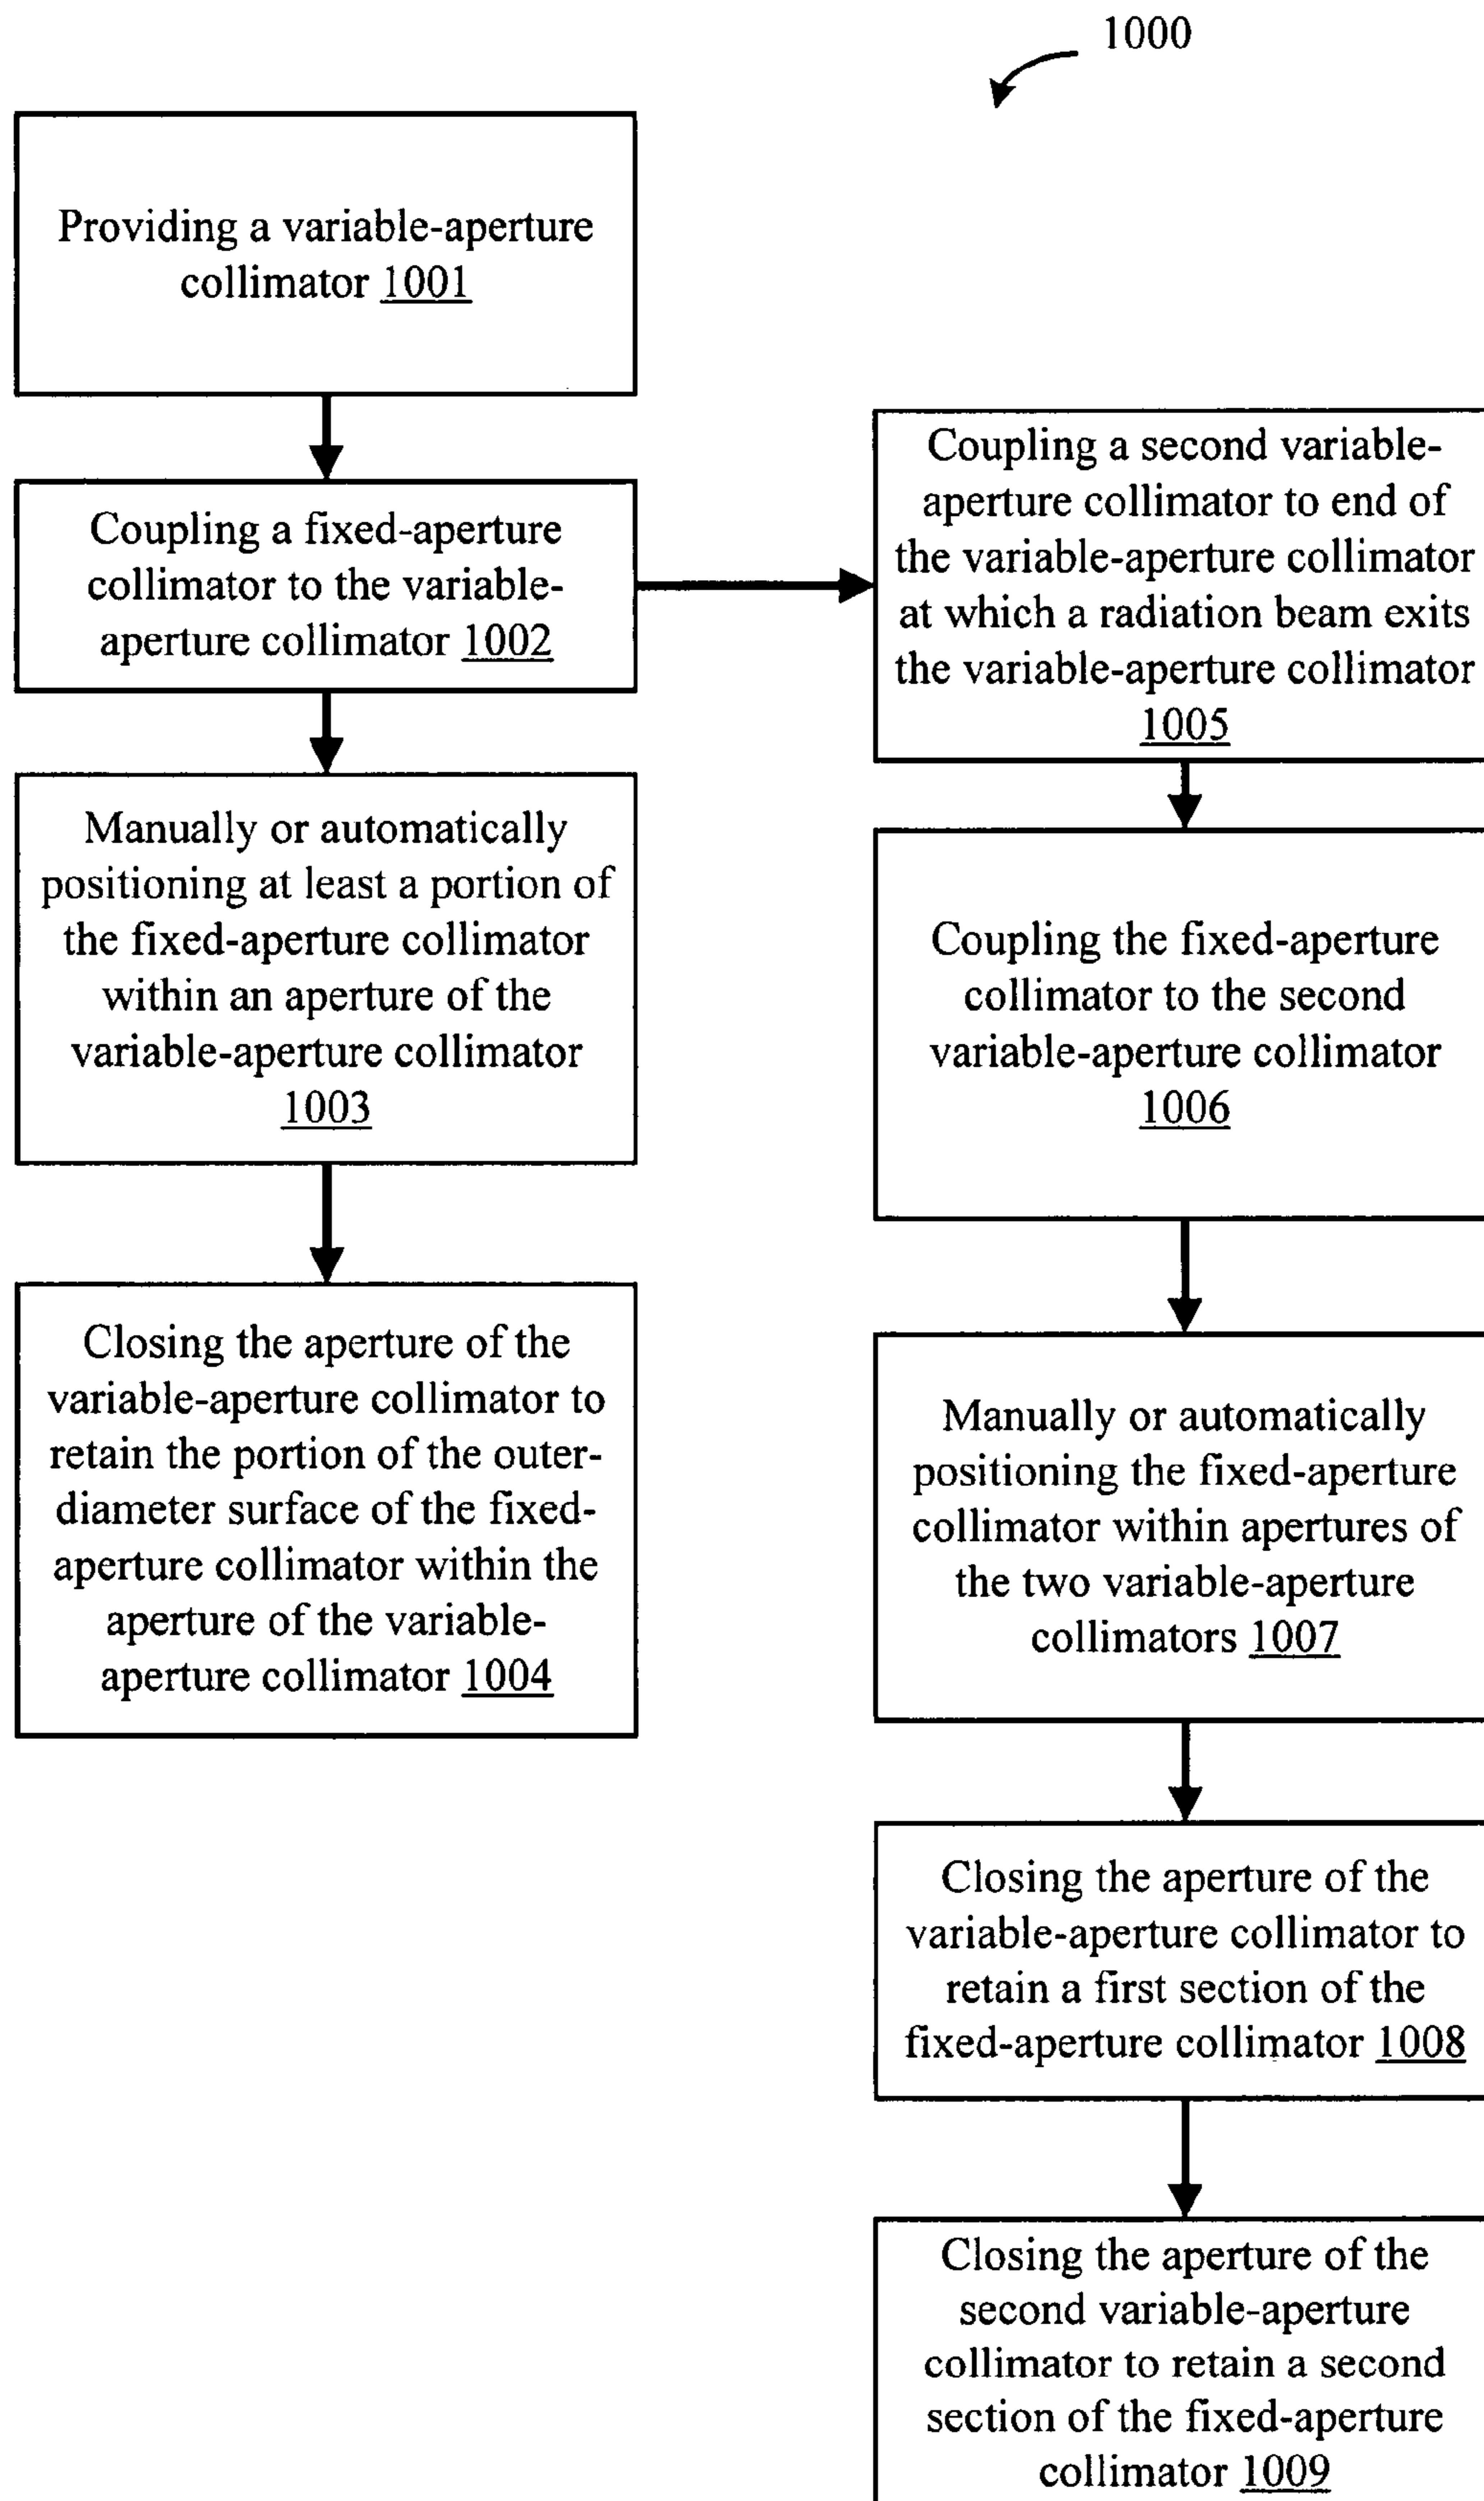 1000
Providing a variable-aperture
collimator 1001
Coupling a fixed-aperture
collimator to the variable-
aperture collimator 1002
Manually or automatically
positioning at least a portion of
the fixed-aperture collimator
within an aperture of the
variable-aperture collimator
1003
Closing the aperture of the
variable-aperture collimator to
retain the portion of the outer-
diameter surface of the fixed-
aperture collimator within the
aperture of the variable-
aperture collimator 1004
Coupling a second variable-
aperture collimator to end of
the variable-aperture collimator
at which a radiation beam exits
the variable-aperture collimator
1005
Coupling the fixed-aperture
collimator to the second
variable-aperture collimator
1006
Manually or automatically
positioning the fixed-aperture
collimator within apertures of
the two variable-aperture
collimators 1007
Closing the aperture of the
variable-aperture collimator to
retain a first section of the
fixed-aperture collimator 1008
Closing the aperture of the
second variable-aperture
collimator to retain a second
section of the fixed-aperture
collimator 1009